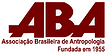 ABA
Associação Brasileira de Antropologia
Fundada em 1955